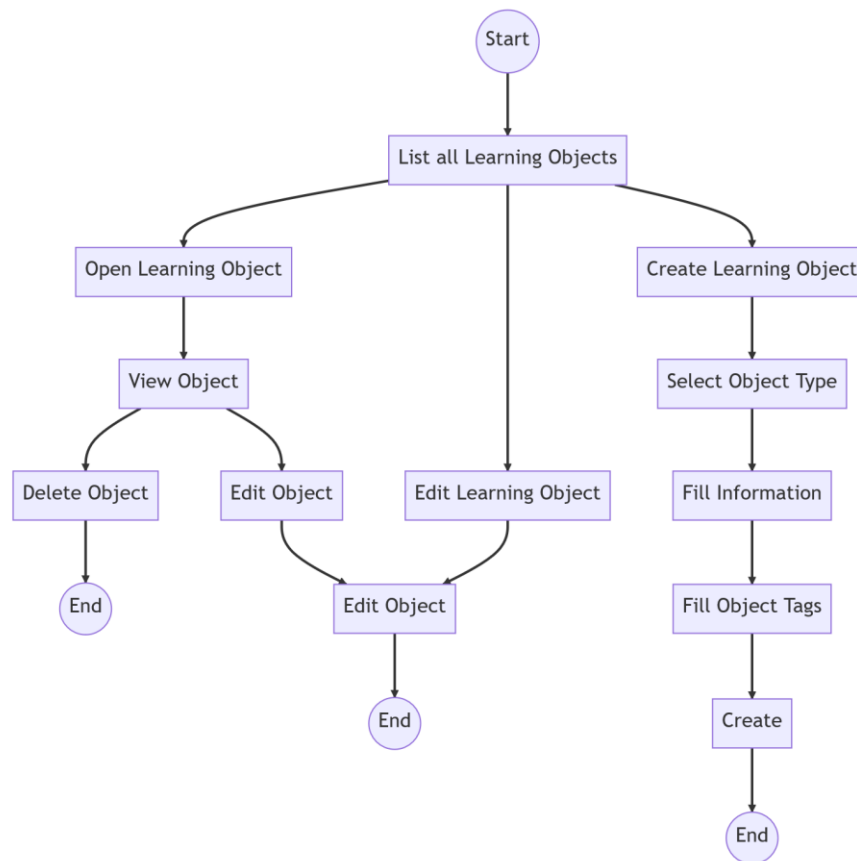 Start
List all Learning Objects
Open Learning Object
Create Learning Object
View Object
Select Object Type
Delete Object
Edit Object
Edit Learning Object
Fill Information
End
Edit Object
Fill Object Tags
End
Create
End